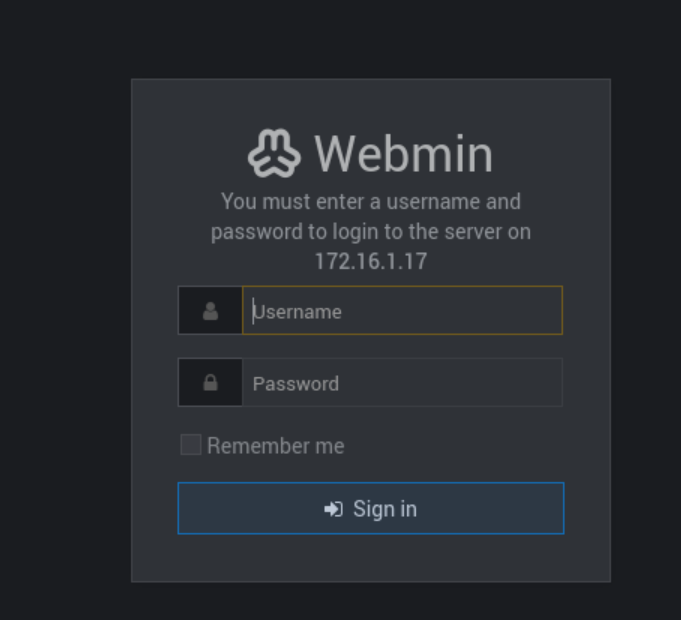 Webmin
You must enter a username and
password to login to the server on
172.16.1.17
Username
Password
Remember me
Sign in